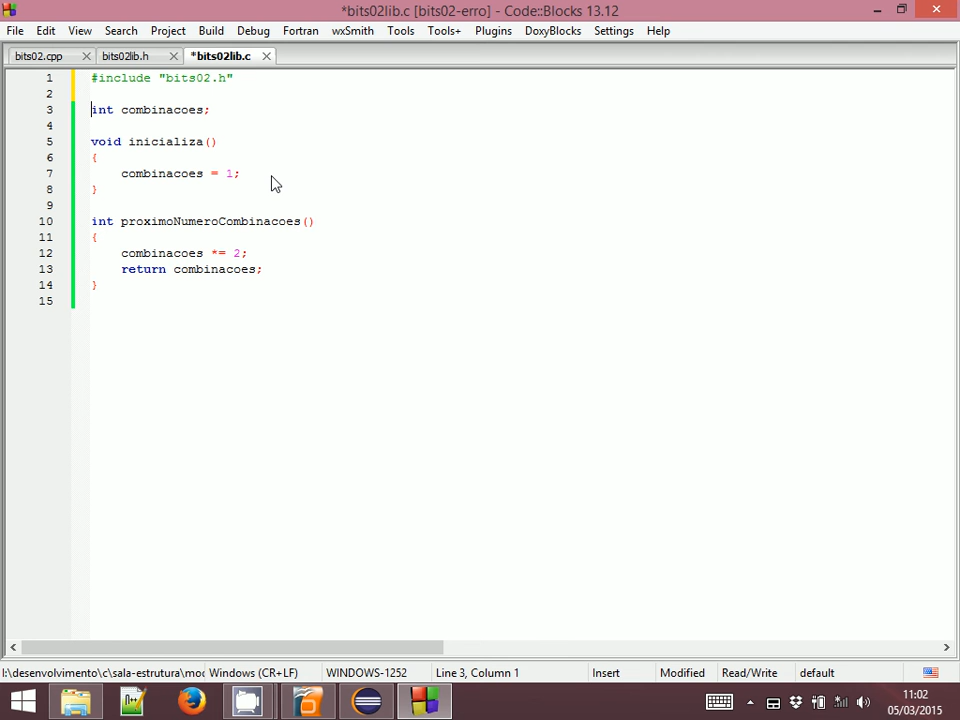 *bits02lib.c [bits02-erro] - Code::Blocks 13.12
File Edit View Search Project Build Debug Fortran wxSmith Tools Tools+ Plugins DoxyBlocks Settings Help
bits02.cpp bits02lib.h *bits02lib.c
1 #include "bits02.h"
2
3 int combinacoes;
4
5 void inicializa()
6 {
7 combinacoes = 1;
8 }
9
10 int proximoNumeroCombinacoes()
11 {
12 combinacoes *= 2;
13 return combinacoes;
14 }
15
I:\desenvolvimento\c\sala-estrutura\moc Windows (CR+LF) WINDOWS-1252 Line 3, Column 1 Insert Modified Read/Write default
11:02
05/03/2015